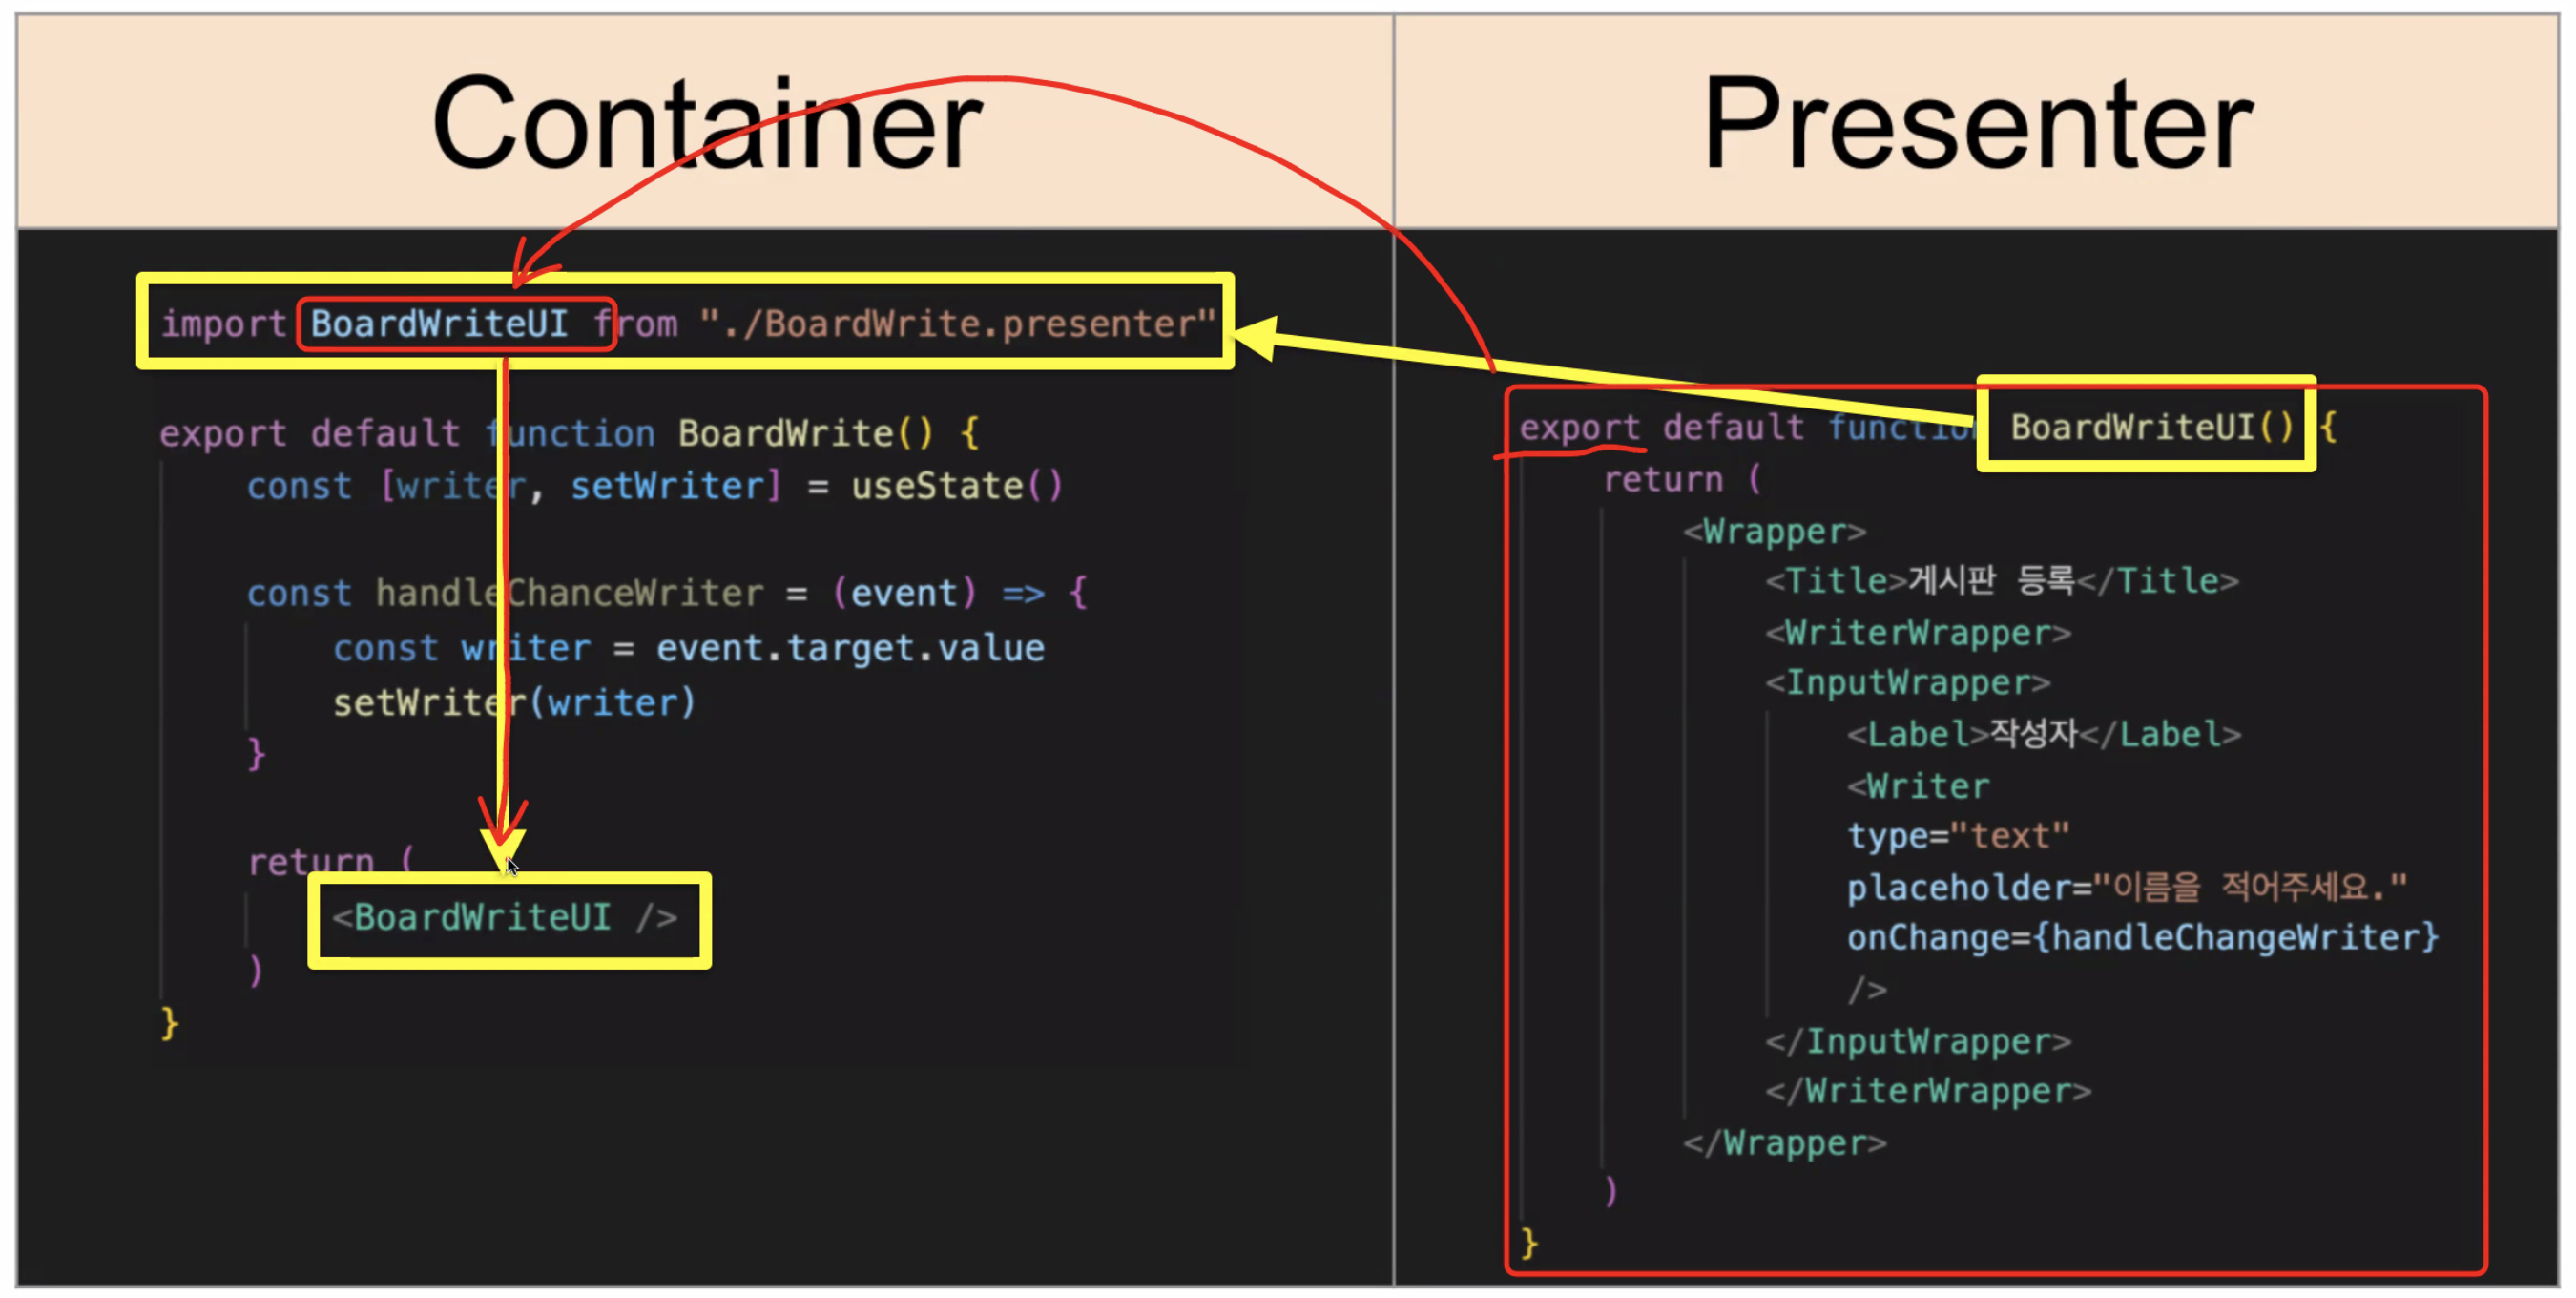 Container
Presenter
import BoardWriteUI from "./BoardWrite.presenter"
export default function BoardWrite() {
const [writer, setWriter] = useState()
const handleChanceWriter = (event) => {
const writer = event.target.value
setWriter(writer)
}
return (
<BoardWriteUI />
)
}
export default function BoardWriteUI() {
return (
<Wrapper>
<Title>게시판 등록</Title>
<WriterWrapper>
<InputWrapper>
<Label>작성자</Label>
<Writer
type="text"
placeholder="이름을 적어주세요."
onChange={handleChangeWriter}
/>
</InputWrapper>
</WriterWrapper>
</Wrapper>
)
}